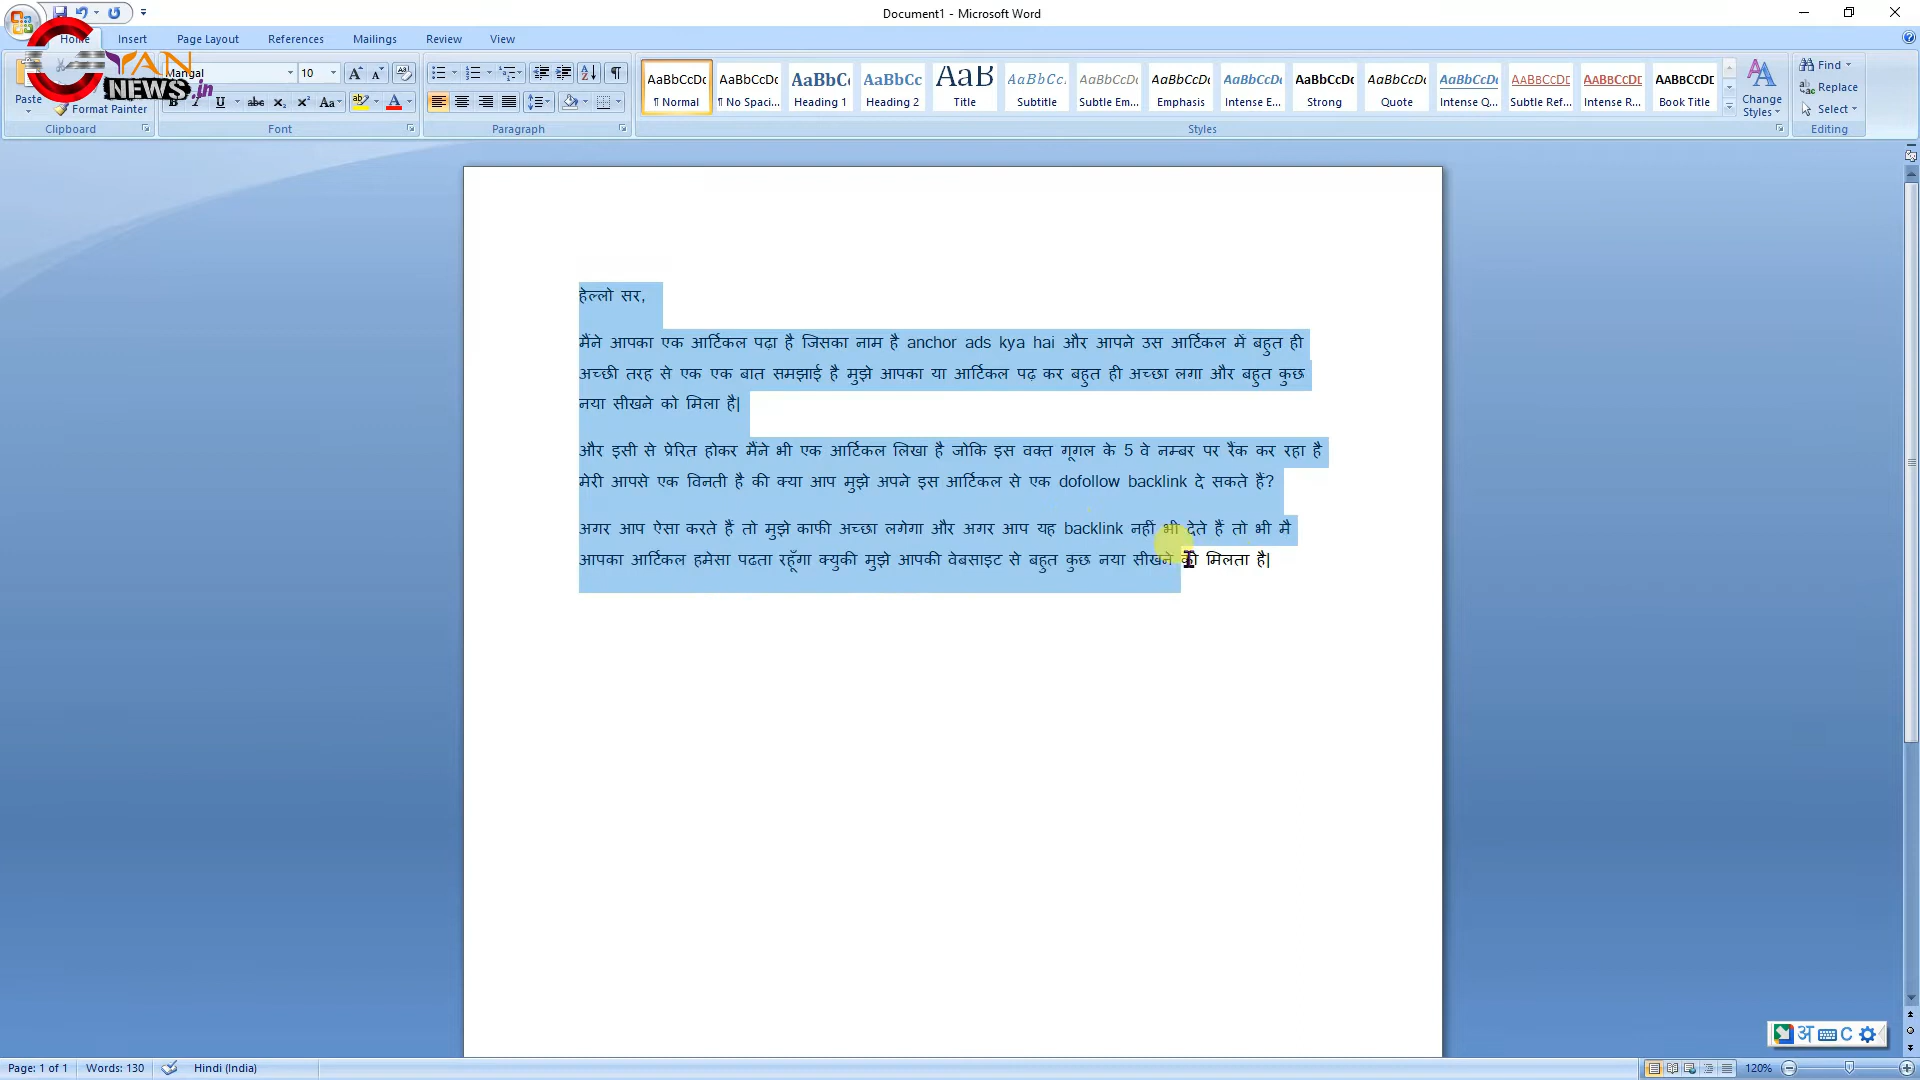 Document1 - Microsoft Word
Home Insert Page Layout References Mailings Review View
GYAN
NEWS.in
Mangal 10
Paste Format Painter
AaBbCcDc AaBbCcDc AaBbC AaBbCc AaB AaBbCc. AaBbCcDc AaBbCcDc AaBbCcDc AaBbCcDc AaBbCcDc AaBbCcDc AaBbCcDc AaBbCcDc AaBbCcDc
¶ Normal ¶ No Spaci... Heading 1 Heading 2 Title Subtitle Subtle Em... Emphasis Intense E... Strong Quote Intense Q... Subtle Ref... Intense R... Book Title
Change Styles
Find
Replace
Select
Clipboard Font Paragraph Styles Editing
हेल्लो सर,
मैंने आपका एक आर्टिकल पढ़ा है जिसका नाम है anchor ads kya hai और आपने उस आर्टिकल में बहुत ही
अच्छी तरह से एक एक बात समझाई है मुझे आपका या आर्टिकल पढ़ कर बहुत ही अच्छा लगा और बहुत कुछ
नया सीखने को मिला है|
और इसी से प्रेरित होकर मैंने भी एक आर्टिकल लिखा है जोकि इस वक्त गूगल के 5 वे नम्बर पर रैंक कर रहा है
मेरी आपसे एक विनती है की क्या आप मुझे अपने इस आर्टिकल से एक dofollow backlink दे सकते हैं?
अगर आप ऐसा करते हैं तो मुझे काफी अच्छा लगेगा और अगर आप यह backlink नहीं भी देते हैं तो भी मै
आपका आर्टिकल हमेसा पढता रहूँगा क्युकी मुझे आपकी वेबसाइट से बहुत कुछ नया सीखने को मिलता है|
अ C
Page: 1 of 1 Words: 130 Hindi (India) 120%